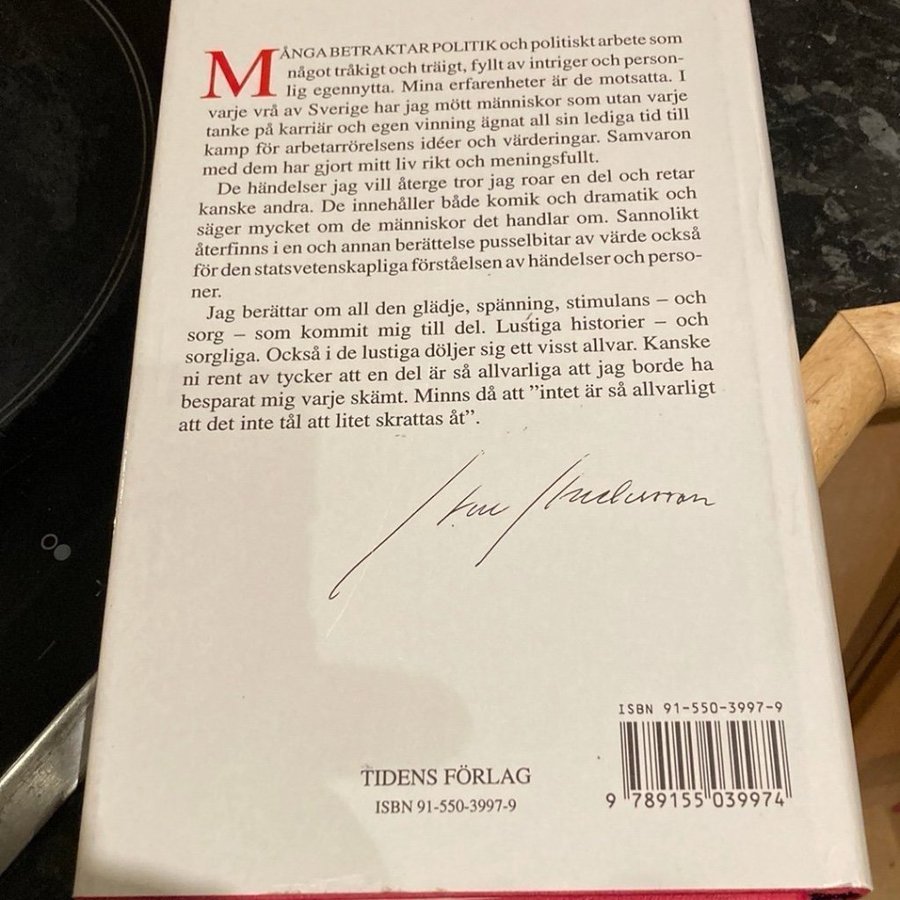 MÅNGA BETRAKTAR POLITIK och politiskt arbete som
något tråkigt och träigt, fyllt av intriger och person-
lig egennytta. Mina erfarenheter är de motsatta. I
varje vrå av Sverige har jag mött människor som utan varje
tanke på karriär och egen vinning ägnat all sin lediga tid till
kamp för arbetarrörelsens idéer och värderingar. Samvaron
med dem har gjort mitt liv rikt och meningsfullt.
De händelser jag vill återge tror jag roar en del och retar
kanske andra. De innehåller både komik och dramatik och
säger mycket om de människor det handlar om. Sannolikt
återfinns i en och annan berättelse pusselbitar av värde också
för den statsvetenskapliga förståelsen av händelser och perso-
ner.
Jag berättar om all den glädje, spänning, stimulans – och
sorg – som kommit mig till del. Lustiga historier – och
sorgliga. Också i de lustiga döljer sig ett visst allvar. Kanske
ni rent av tycker att en del är så allvarliga att jag borde ha
besparat mig varje skämt. Minns då att ”intet är så allvarligt
att det inte tål att litet skrattas åt”.
ISBN 91-550-3997-9
TIDENS FÖRLAG
ISBN 91-550-3997-9
9 789155 039974